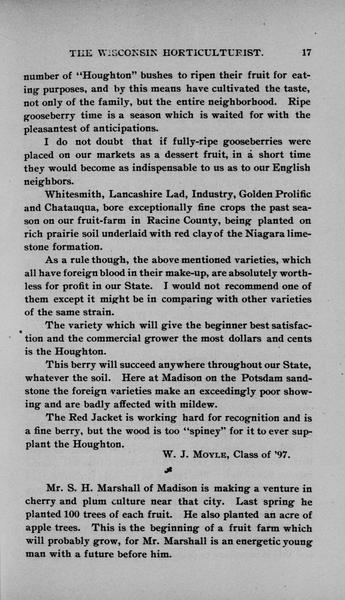 THE WISCONSIN HORTICULTURIST. 17
number of "Houghton" bushes to ripen their fruit for eat-
ing purposes, and by this means have cultivated the taste,
not only of the family, but the entire neighborhood. Ripe
gooseberry time is a season which is waited for with the
pleasantest of anticipations.
I do not doubt that if fully-ripe gooseberries were
placed on our markets as a dessert fruit, in a short time
they would become as indispensable to us as to our English
neighbors.
Whitesmith, Lancashire Lad, Industry, Golden Prolific
and Chatauqua, bore exceptionally fine crops the past sea-
son on our fruit-farm in Racine County, being planted on
rich prairie soil underlaid with red clay of the Niagara lime-
stone formation.
As a rule though, the above mentioned varieties, which
all have foreign blood in their make-up, are absolutely worth-
less for profit in our State. I would not recommend one of
them except it might be in comparing with other varieties
of the same strain.
The variety which will give the beginner best satisfac-
tion and the commercial grower the most dollars and cents
is the Houghton.
This berry will succeed anywhere throughout our State,
whatever the soil. Here at Madison on the Potsdam sand-
stone the foreign varieties make an exceedingly poor show-
ing and are badly affected with mildew.
The Red Jacket is working hard for recognition and is
a fine berry, but the wood is too "spiney" for it to ever sup-
plant the Houghton.
W. J. MOYLE, Class of '97.
Mr. S. H. Marshall of Madison is making a venture in
cherry and plum culture near that city. Last spring he
planted 100 trees of each fruit. He also planted an acre of
apple trees. This is the beginning of a fruit farm which
will probably grow, for Mr. Marshall is an energetic young
man with a future before him.